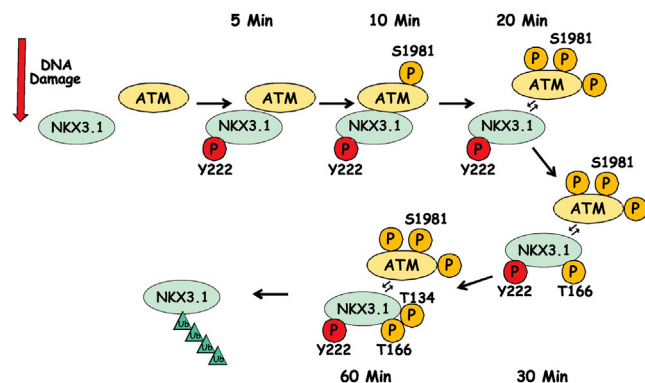 5 Min
10 Min
20 Min
DNA
Damage
NKX3.1
ATM
ATM
NKX3.1
P
Y222
S1981
P
ATM
NKX3.1
P
Y222
S1981
P P
ATM P
NKX3.1
P
Y222
S1981
P P
ATM P
NKX3.1
P P
Y222 T166
S1981
P P
ATM P
T134
NKX3.1 P
P P
Y222 T166
NKX3.1
Ub
Ub
Ub
Ub
60 Min
30 Min